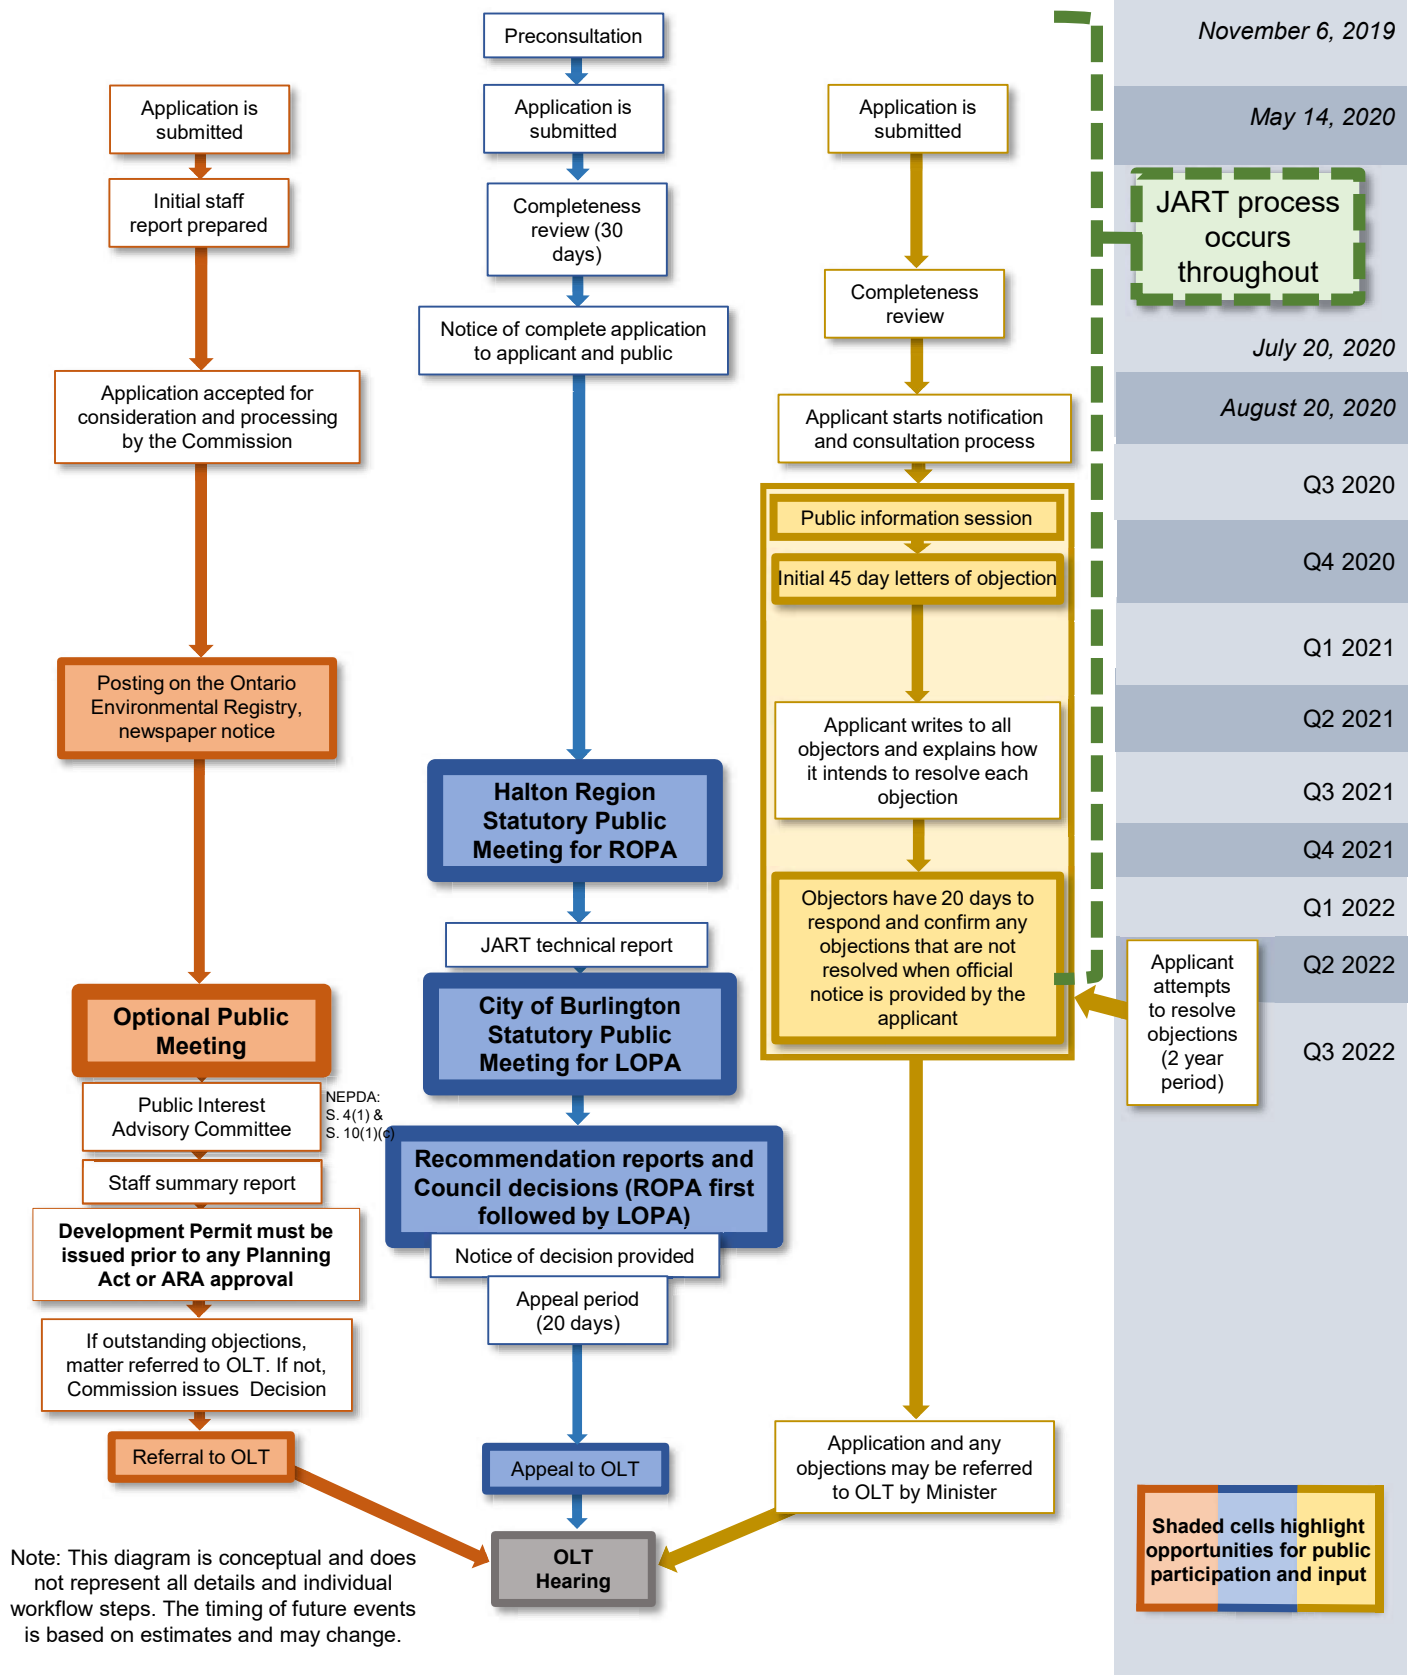 Preconsultation
Application is
submitted
Initial staff
report prepared
Application accepted for
consideration and processing
by the Commission
Posting on the Ontario
Environmental Registry,
newspaper notice
Optional Public
Meeting
Public Interest
Advisory Committee
NEPDA:
S. 4(1) &
S. 10(1)(c)
Staff summary report
Development Permit must be
issued prior to any Planning
Act or ARA approval
If outstanding objections,
matter referred to OLT. If not,
Commission issues Decision
Referral to OLT
Application is
submitted
Completeness
review (30
days)
Notice of complete application
to applicant and public
Halton Region
Statutory Public
Meeting for ROPA
JART technical report
City of Burlington
Statutory Public
Meeting for LOPA
Recommendation reports and
Council decisions (ROPA first
followed by LOPA)
Notice of decision provided
Appeal period
(20 days)
Appeal to OLT
OLT
Hearing
Application is
submitted
Completeness
review
Applicant starts notification
and consultation process
Public information session
Initial 45 day letters of objection
Applicant writes to all
objectors and explains how
it intends to resolve each
objection
Objectors have 20 days to
respond and confirm any
objections that are not
resolved when official
notice is provided by the
applicant
Applicant
attempts
to resolve
objections
(2 year
period)
Application and any
objections may be referred
to OLT by Minister
November 6, 2019
May 14, 2020
JART process
occurs
throughout
July 20, 2020
August 20, 2020
Q3 2020
Q4 2020
Q1 2021
Q2 2021
Q3 2021
Q4 2021
Q1 2022
Q2 2022
Q3 2022
Shaded cells highlight
opportunities for public
participation and input
Note: This diagram is conceptual and does
not represent all details and individual
workflow steps. The timing of future events
is based on estimates and may change.